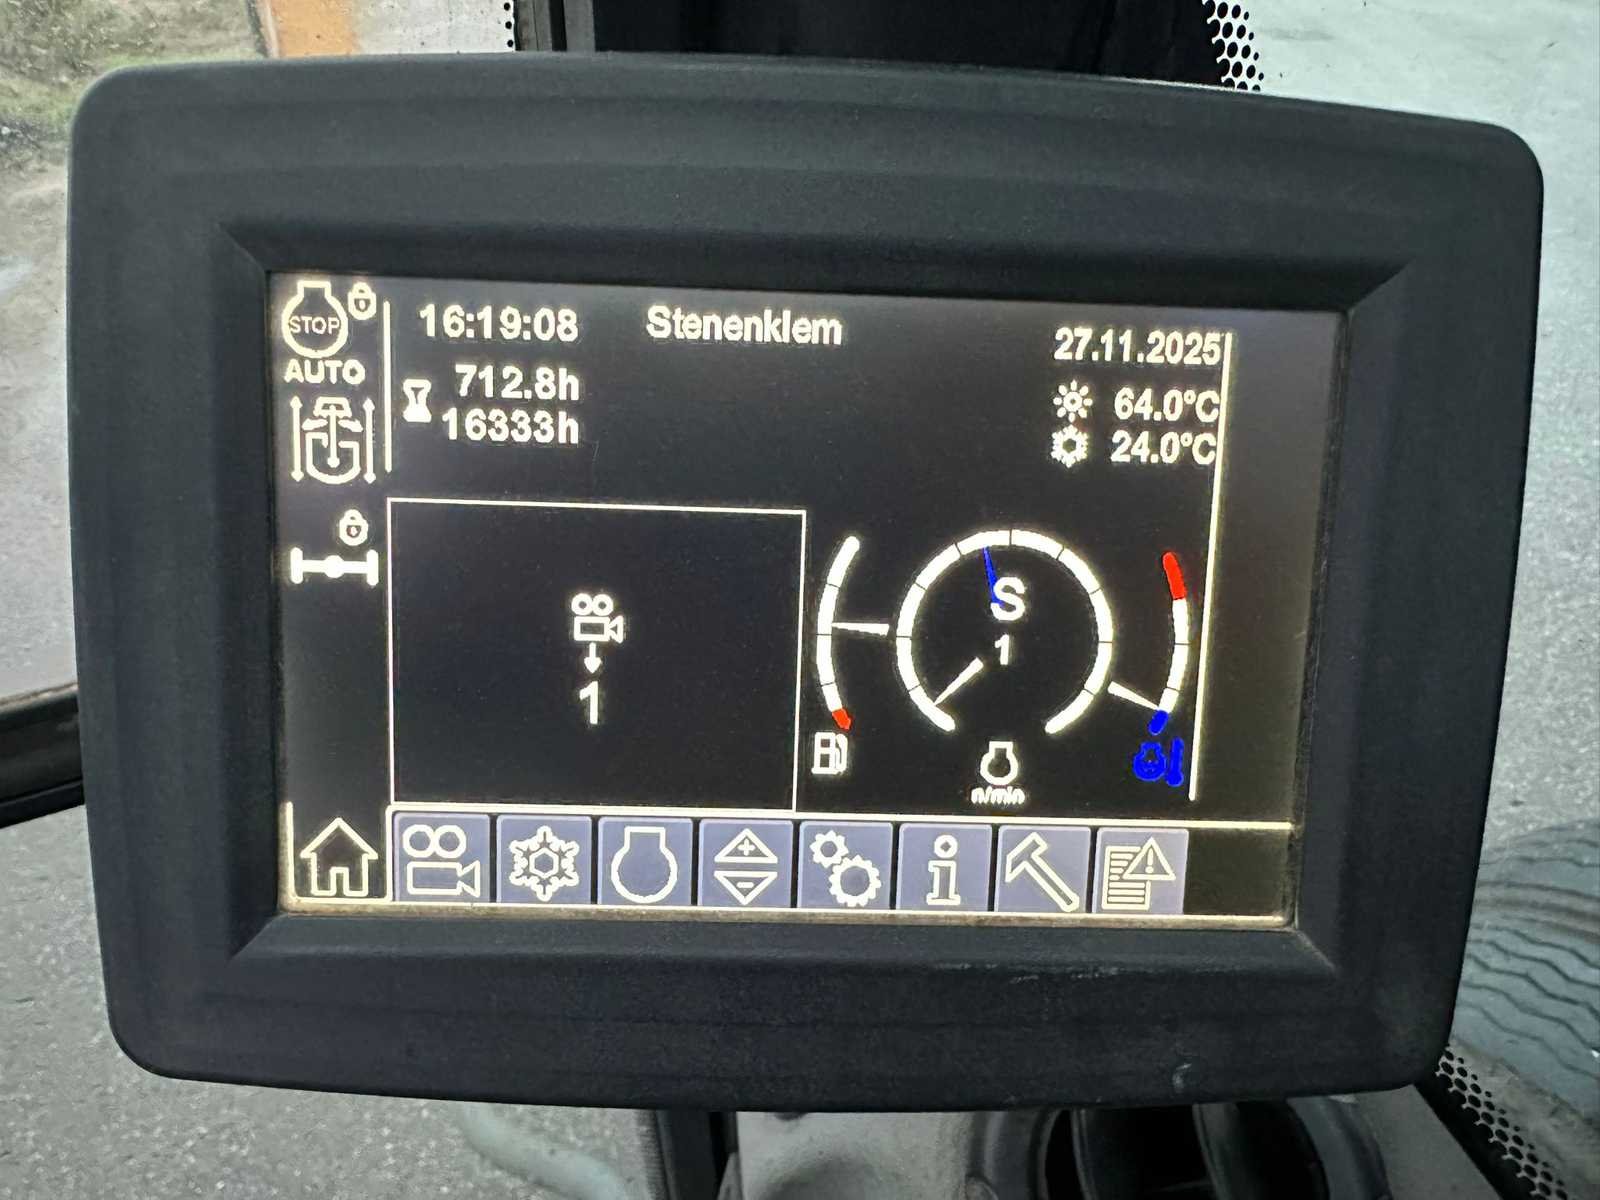 STOP
AUTO
16:19:08
Stenenklem
27.11.2025
712.8h
16333h
64.0°C
24.0°C
1
S
1
n/min